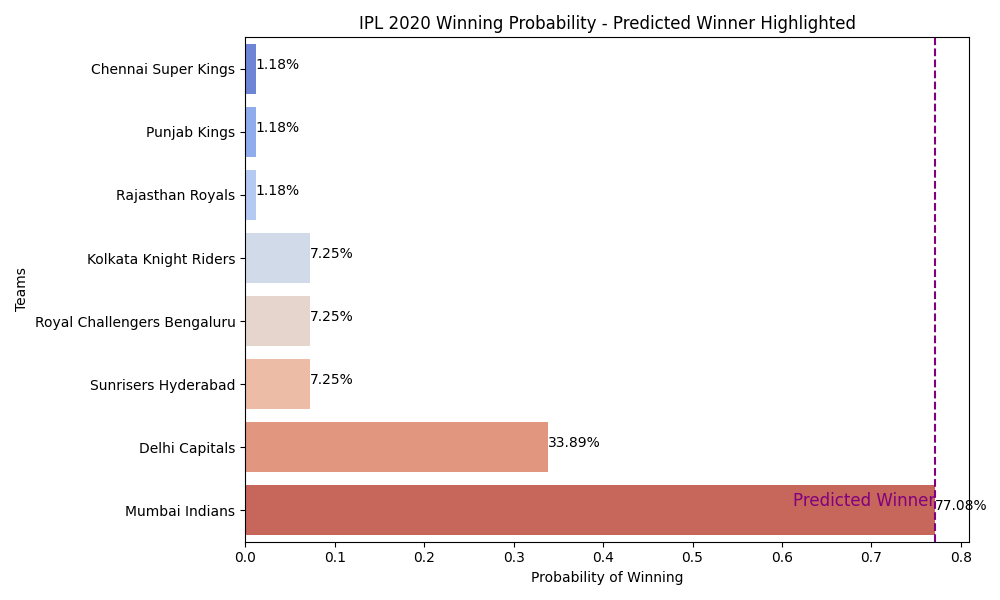 IPL 2020 Winning Probability - Predicted Winner Highlighted
Teams
Chennai Super Kings 1.18%
Punjab Kings 1.18%
Rajasthan Royals 1.18%
Kolkata Knight Riders 7.25%
Royal Challengers Bengaluru 7.25%
Sunrisers Hyderabad 7.25%
Delhi Capitals 33.89%
Predicted Winner
Mumbai Indians 77.08%
0.0 0.1 0.2 0.3 0.4 0.5 0.6 0.7 0.8
Probability of Winning